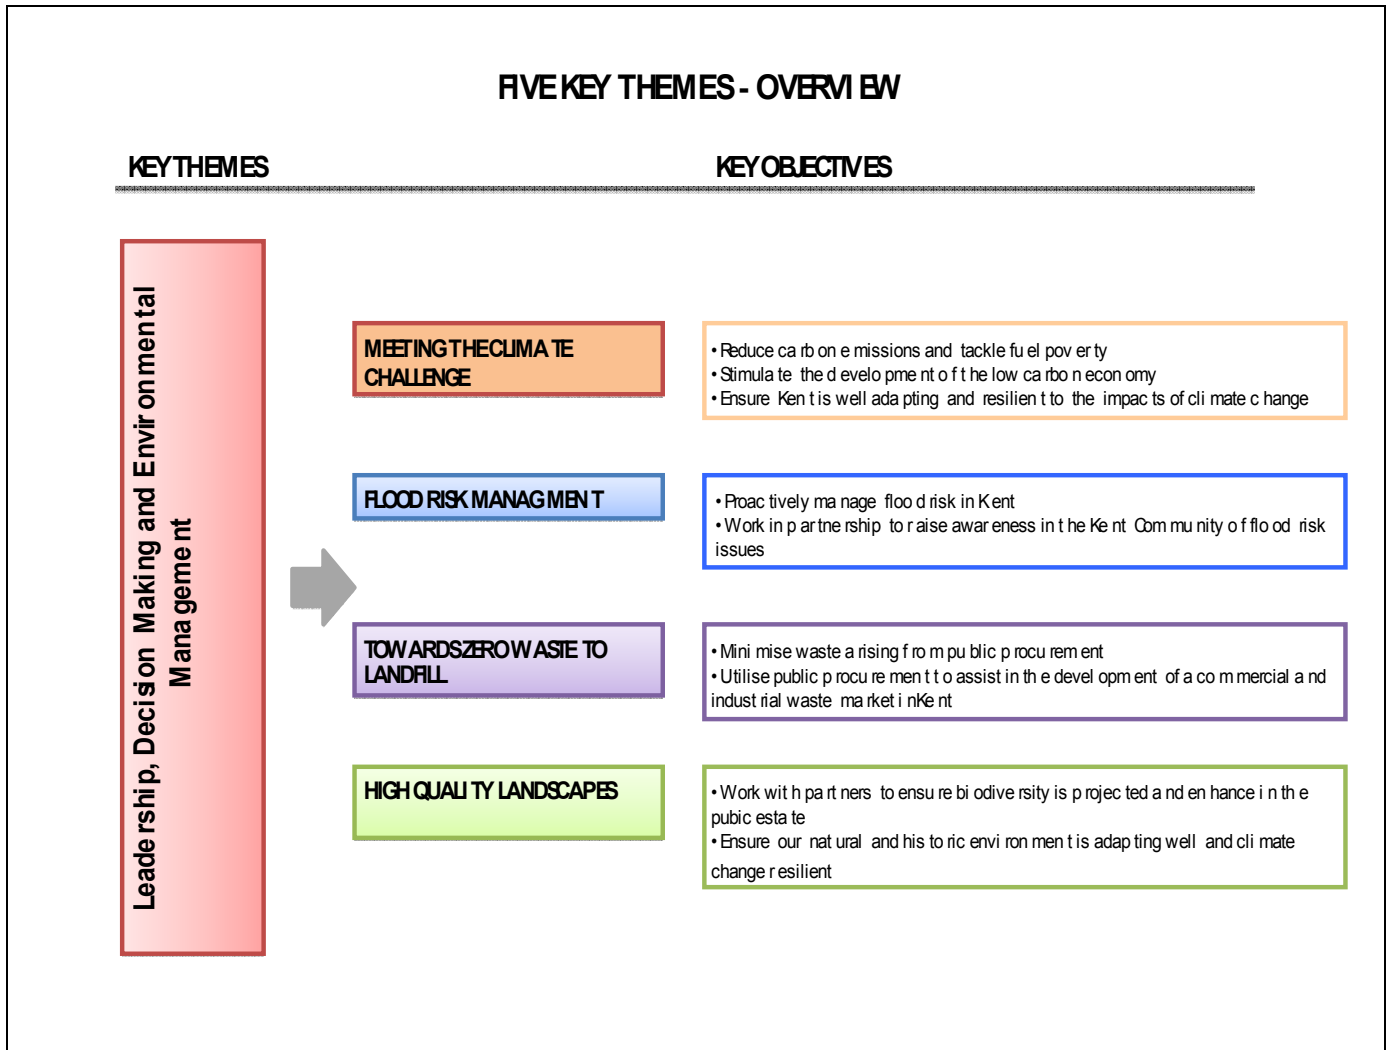 FIVE KEY THEMES - OVERVIEW
KEY THEMES
KEY OBJECTIVES
Leadership, Decision Making and Environmental
Management
MEETING THE CLIMATE
CHALLENGE
• Reduce carbon emissions and tackle fuel poverty
• Stimulate the development of the low carbon economy
• Ensure Kent is well adapting and resilient to the impacts of climate change
FLOOD RISK MANAGMENT
• Proactively manage flood risk in Kent
• Work in partnership to raise awareness in the Kent Community of flood risk
issues
TOWARDS ZERO WASTE TO
LANDFILL
• Minimise waste arising from public procurement
• Utilise public procurement to assist in the development of a commercial and
industrial waste market in Kent
HIGH QUALITY LANDSCAPES
• Work with partners to ensure biodiversity is projected and enhance in the
pubic estate
• Ensure our natural and historic environment is adapting well and climate
change resilient